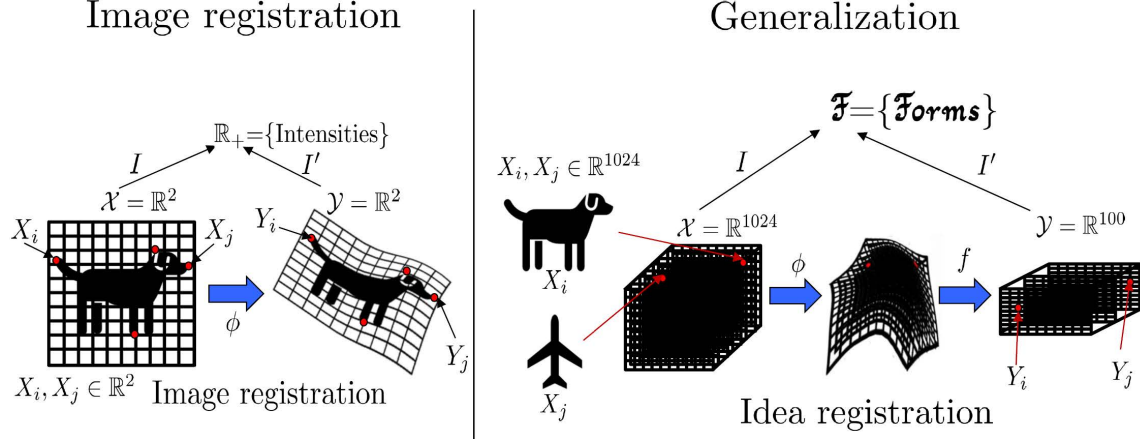 Image registration
ℝ₊={Intensities}
I
I′
𝒳 = ℝ²
𝒴 = ℝ²
X_i
X_j
Y_i
ϕ
Y_j
X_i, X_j ∈ ℝ²
Image registration
Generalization
𝕱={𝕱orms}
I
I′
X_i, X_j ∈ ℝ¹⁰²⁴
𝒳 = ℝ¹⁰²⁴
𝒴 = ℝ¹⁰⁰
X_i
ϕ
f
X_j
Y_i
Y_j
Idea registration